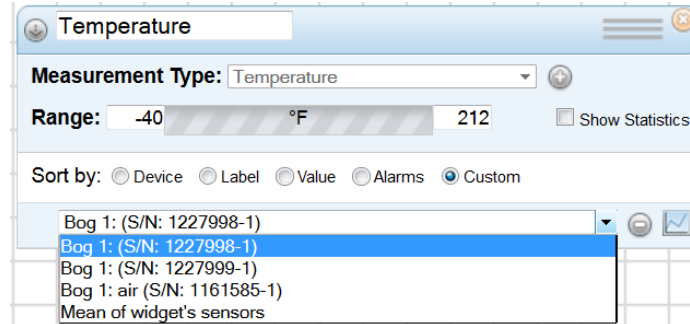 Temperature
Measurement Type: Temperature
Range: -40 °F 212 Show Statistics
Sort by: Device Label Value Alarms Custom
Bog 1: (S/N: 1227998-1)
Bog 1: (S/N: 1227998-1)
Bog 1: (S/N: 1227999-1)
Bog 1: air (S/N: 1161585-1)
Mean of widget's sensors